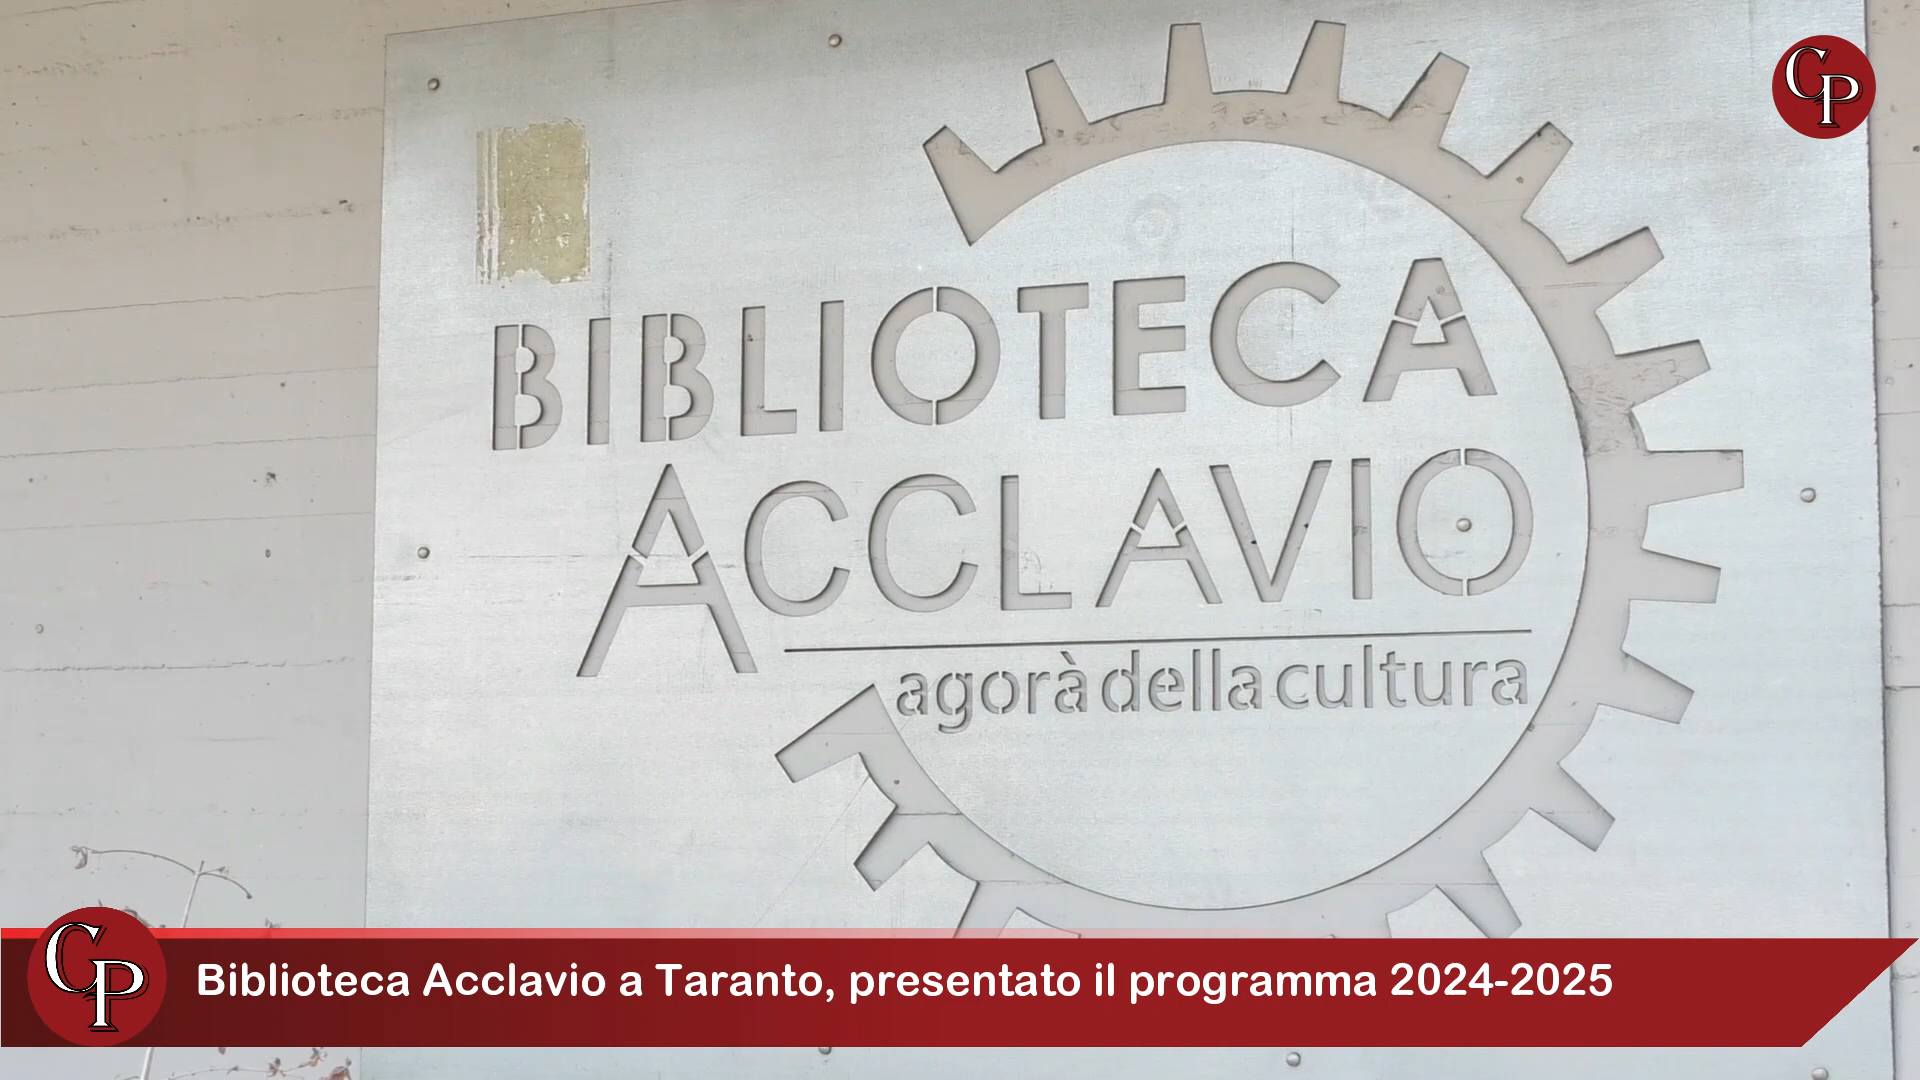 CP
BIBLIOTECA
ACCLAVIO
agorà della cultura
CP
Biblioteca Acclavio a Taranto, presentato il programma 2024-2025